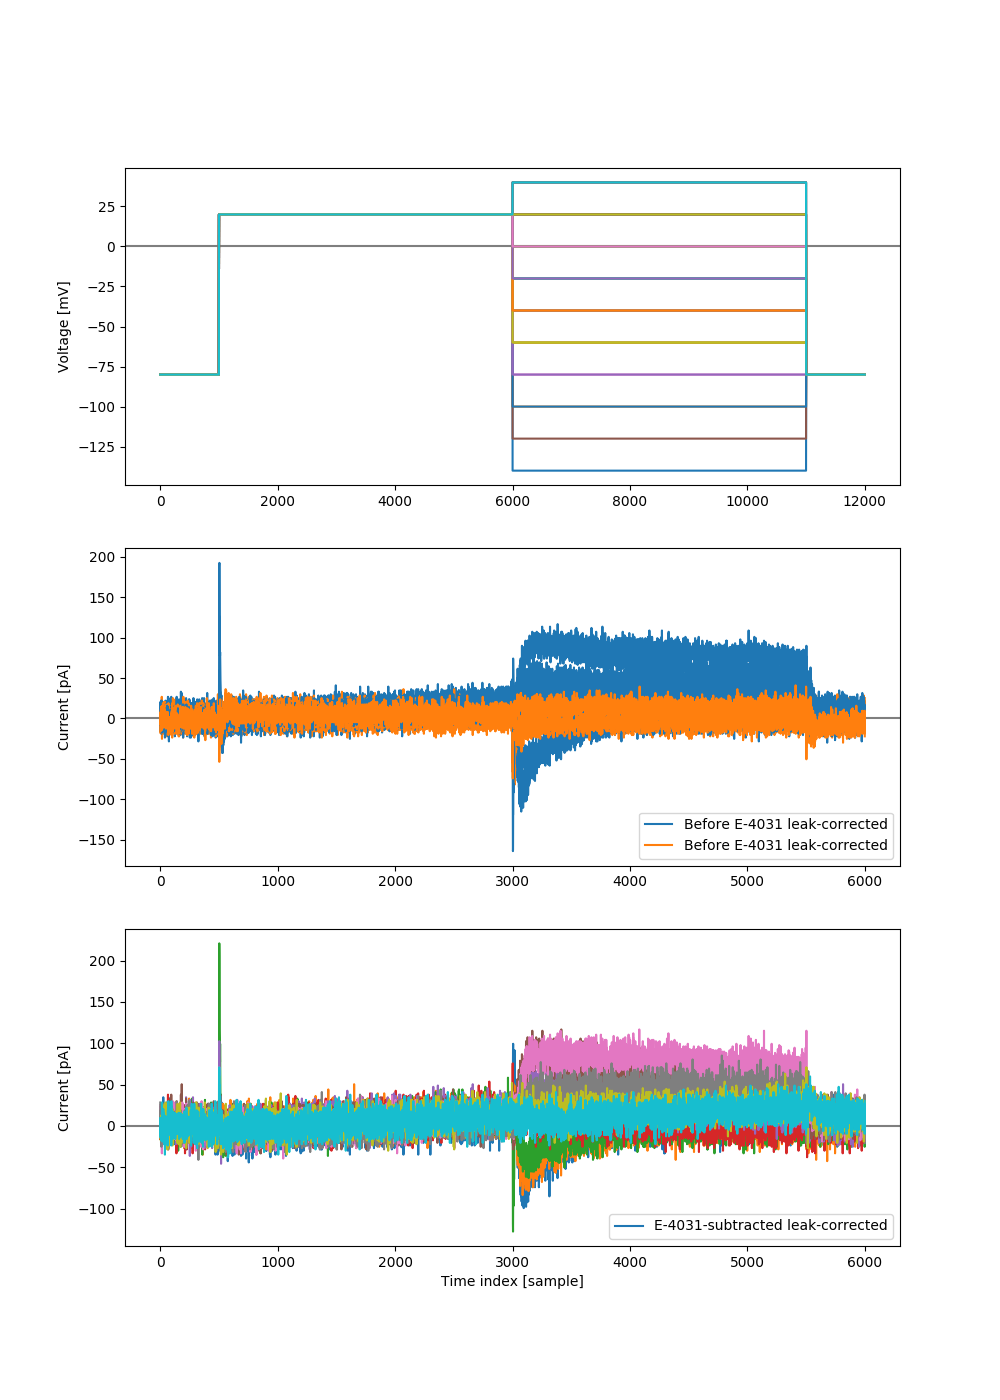 Voltage [mV]
25
0
−25
−50
−75
−100
−125
0 2000 4000 6000 8000 10000 12000
Current [pA]
200
150
100
50
0
−50
−100
−150
Before E-4031 leak-corrected
Before E-4031 leak-corrected
0 1000 2000 3000 4000 5000 6000
Current [pA]
200
150
100
50
0
−50
−100
E-4031-subtracted leak-corrected
0 1000 2000 3000 4000 5000 6000
Time index [sample]